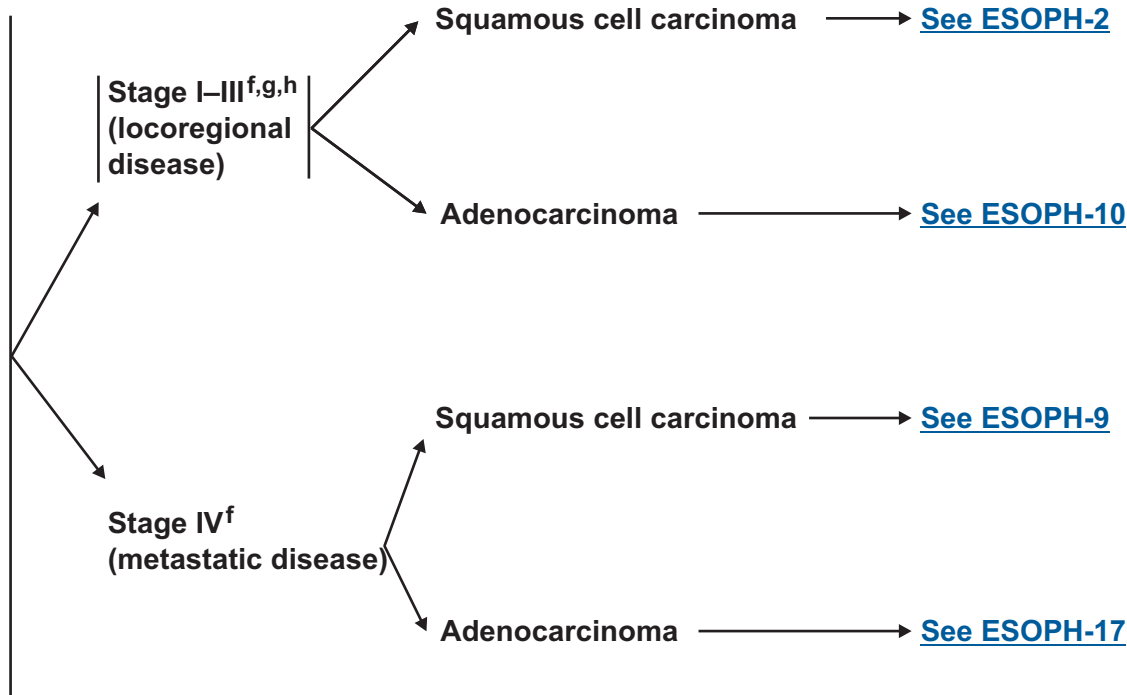 Squamous cell carcinoma
See ESOPH-2
Stage I–III f,g,h
(locoregional
disease)
Adenocarcinoma
See ESOPH-10
Squamous cell carcinoma
See ESOPH-9
Stage IV f
(metastatic disease)
Adenocarcinoma
See ESOPH-17